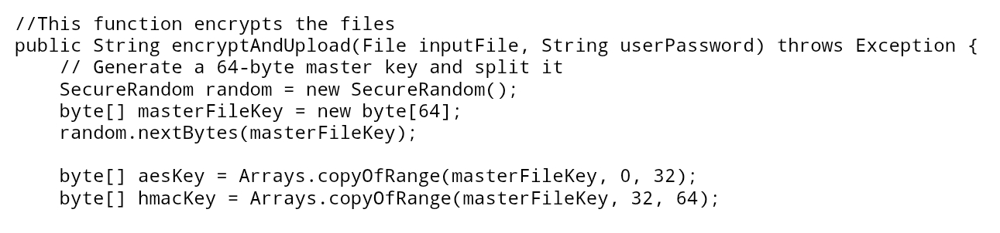 //This function encrypts the files
public String encryptAndUpload(File inputFile, String userPassword) throws Exception {
    // Generate a 64-byte master key and split it
    SecureRandom random = new SecureRandom();
    byte[] masterFileKey = new byte[64];
    random.nextBytes(masterFileKey);

    byte[] aesKey = Arrays.copyOfRange(masterFileKey, 0, 32);
    byte[] hmacKey = Arrays.copyOfRange(masterFileKey, 32, 64);